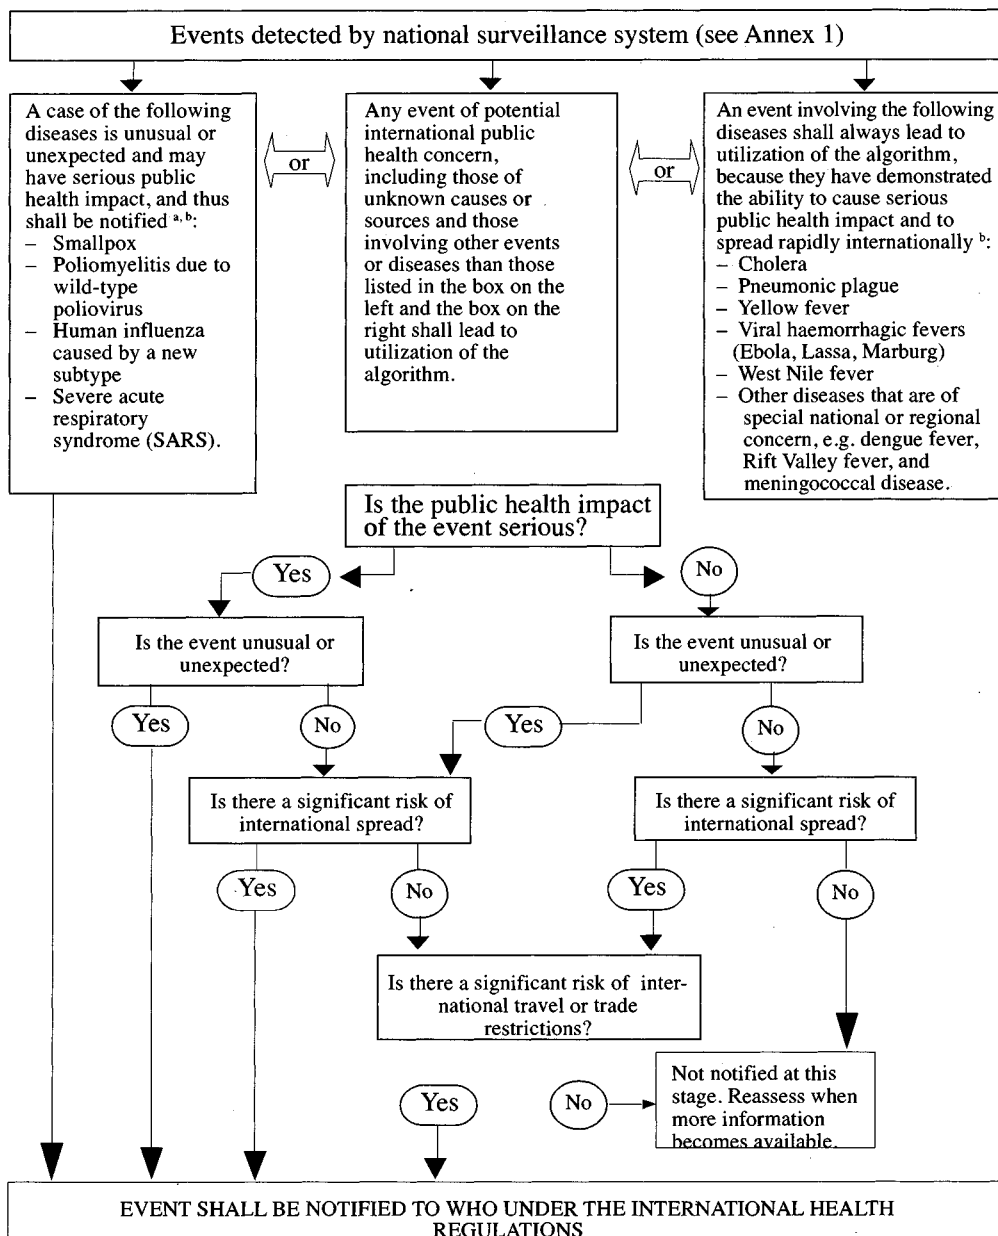 Events detected by national surveillance system (see Annex 1)
A case of the following
diseases is unusual or
unexpected and may
have serious public
health impact, and thus
shall be notified a, b:
– Smallpox
– Poliomyelitis due to
wild-type
poliovirus
– Human influenza
caused by a new
subtype
– Severe acute
respiratory
syndrome (SARS).
or
Any event of potential
international public
health concern,
including those of
unknown causes or
sources and those
involving other events
or diseases than those
listed in the box on the
left and the box on the
right shall lead to
utilization of the
algorithm.
or
An event involving the following
diseases shall always lead to
utilization of the algorithm,
because they have demonstrated
the ability to cause serious
public health impact and to
spread rapidly internationally b:
– Cholera
– Pneumonic plague
– Yellow fever
– Viral haemorrhagic fevers
(Ebola, Lassa, Marburg)
– West Nile fever
– Other diseases that are of
special national or regional
concern, e.g. dengue fever,
Rift Valley fever, and
meningococcal disease.
Is the public health impact
of the event serious?
Yes
No
Is the event unusual or
unexpected?
Is the event unusual or
unexpected?
Yes
No
Yes
No
Is there a significant risk of
international spread?
Is there a significant risk of
international spread?
Yes
No
Yes
No
Is there a significant risk of inter-
national travel or trade
restrictions?
Yes
No
Not notified at this
stage. Reassess when
more information
becomes available.
EVENT SHALL BE NOTIFIED TO WHO UNDER THE INTERNATIONAL HEALTH
REGULATIONS